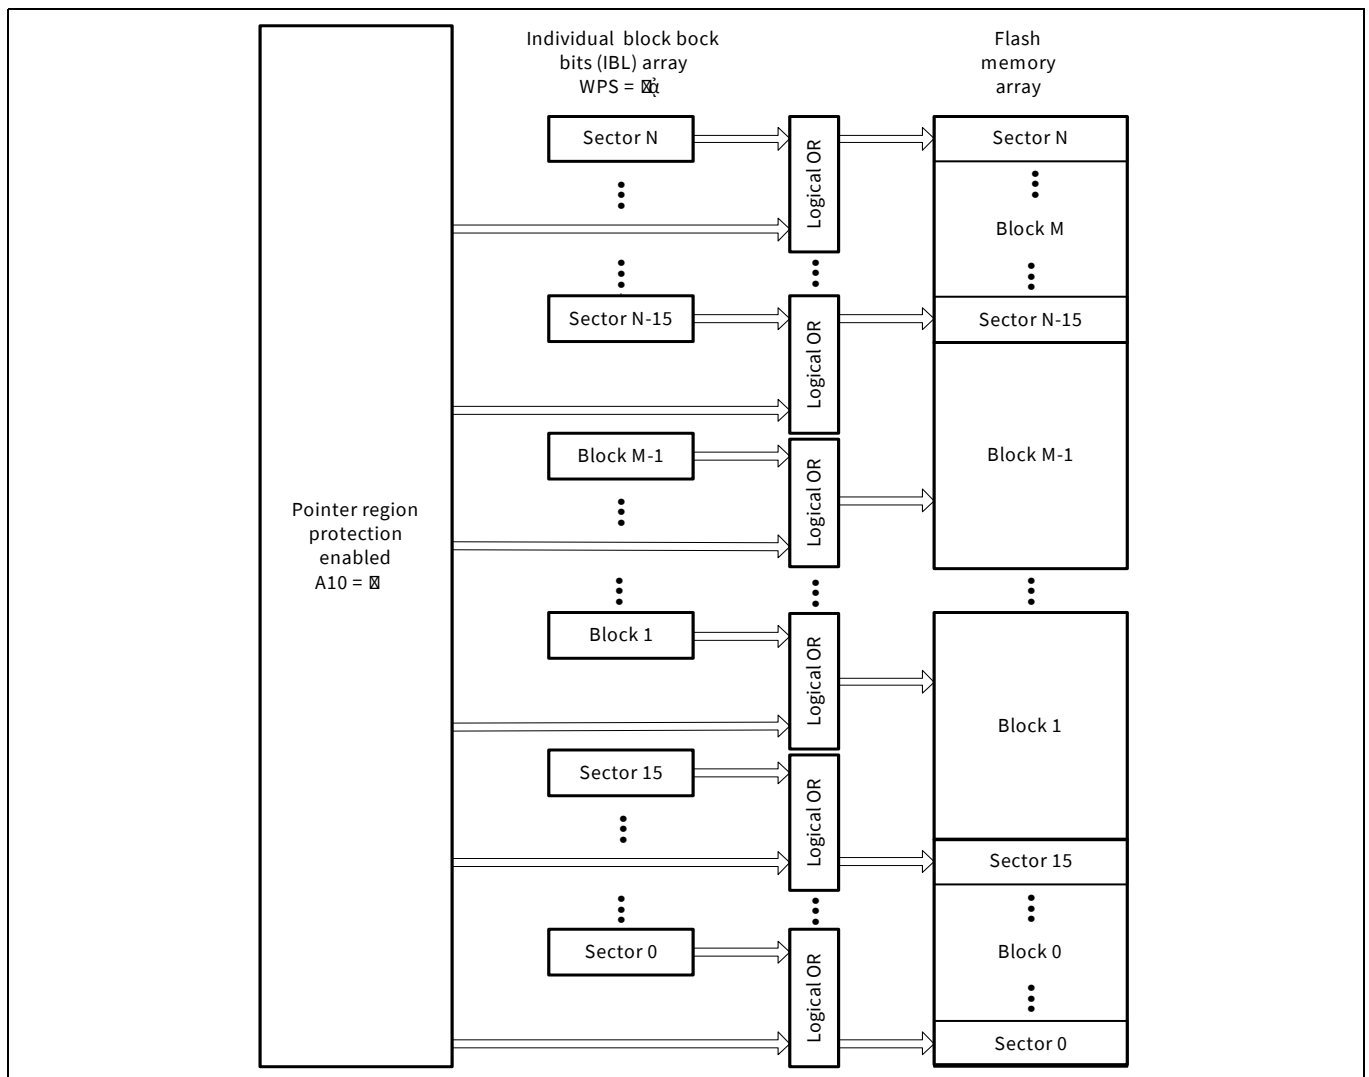 Individual block bock
bits (IBL) array
WPS =
Flash
memory
array
Sector N
Logical OR
Sector N
Block M
Sector N-15
Logical OR
Sector N-15
Block M-1
Logical OR
Block M-1
Pointer region
protection
enabled
A10 =
Block 1
Logical OR
Block 1
Sector 15
Logical OR
Sector 15
Sector 0
Logical OR
Block 0
Sector 0